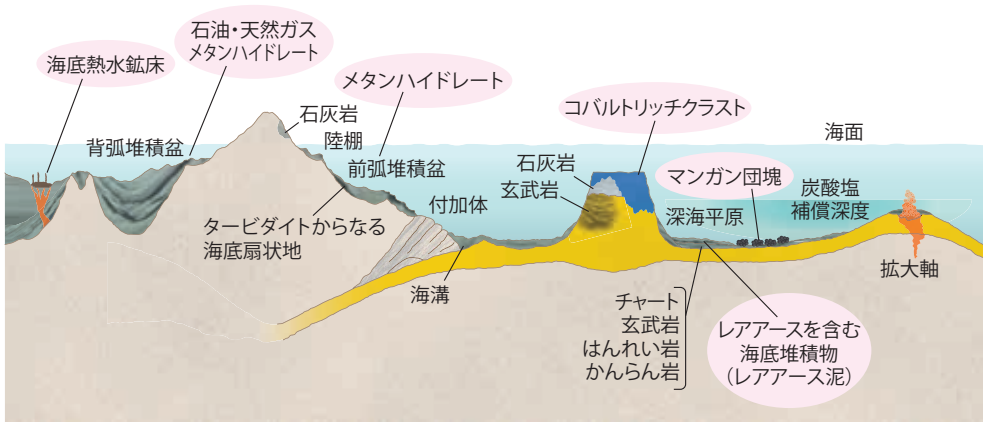 石油・天然ガス
メタンハイドレート
海底熱水鉱床
メタンハイドレート
コバルトリッチクラスト
石灰岩
陸棚
海面
背弧堆積盆
前弧堆積盆
石灰岩
玄武岩
マンガン団塊
炭酸塩
補償深度
付加体
深海平原
タービダイトからなる
海底扇状地
海溝
拡大軸
チャート
玄武岩
はんれい岩
かんらん岩
レアアースを含む
海底堆積物
(レアアース泥)